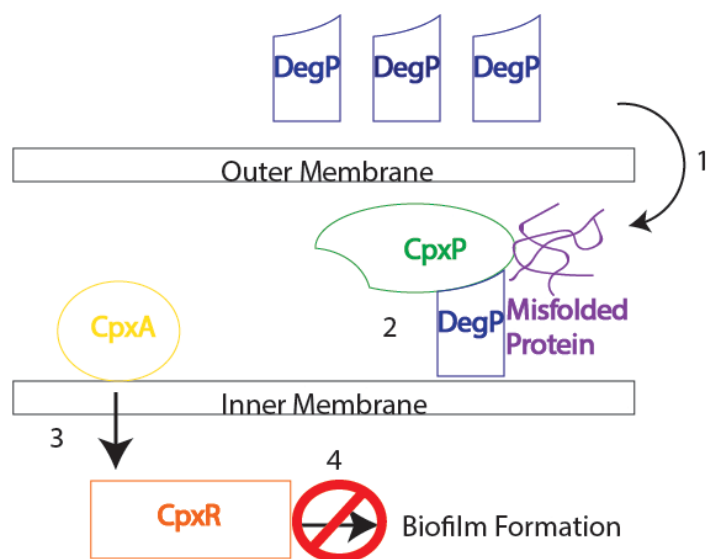 DegP DegP DegP
1
Outer Membrane
CpxP
CpxA
2
DegP
Misfolded
Protein
Inner Membrane
3
4
CpxR
Biofilm Formation